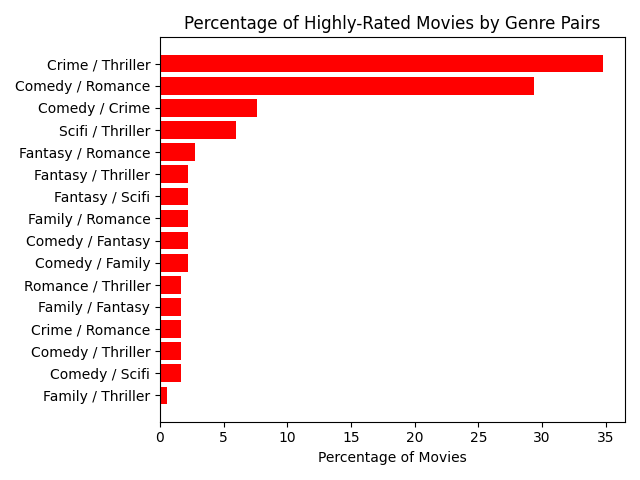 Percentage of Highly-Rated Movies by Genre Pairs
Crime / Thriller
Comedy / Romance
Comedy / Crime
Scifi / Thriller
Fantasy / Romance
Fantasy / Thriller
Fantasy / Scifi
Family / Romance
Comedy / Fantasy
Comedy / Family
Romance / Thriller
Family / Fantasy
Crime / Romance
Comedy / Thriller
Comedy / Scifi
Family / Thriller
0 5 10 15 20 25 30 35
Percentage of Movies